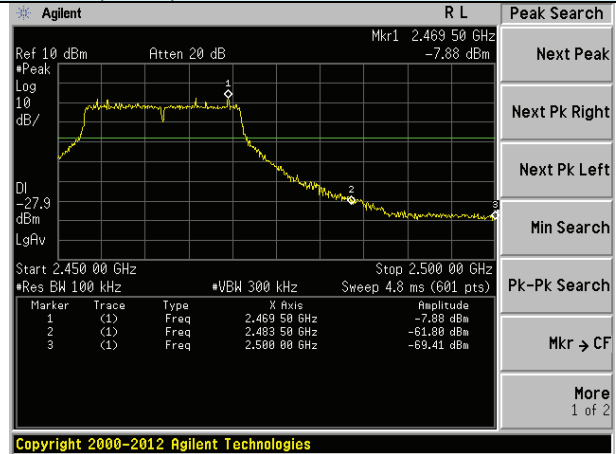 Agilent R L Peak Search
Mkr1 2.469 50 GHz
Ref 10 dBm Atten 20 dB -7.88 dBm
#Peak
Log
10
dB/
1
2
3
DI
-27.9
dBm
LgAv
Start 2.450 00 GHz Stop 2.500 00 GHz
#Res BW 100 kHz #VBW 300 kHz Sweep 4.8 ms (601 pts)
Marker Trace Type X Axis Amplitude
1 (1) Freq 2.469 50 GHz -7.88 dBm
2 (1) Freq 2.483 50 GHz -61.80 dBm
3 (1) Freq 2.500 00 GHz -69.41 dBm
Next Peak
Next Pk Right
Next Pk Left
Min Search
Pk-Pk Search
Mkr → CF
More
1 of 2
Copyright 2000-2012 Agilent Technologies